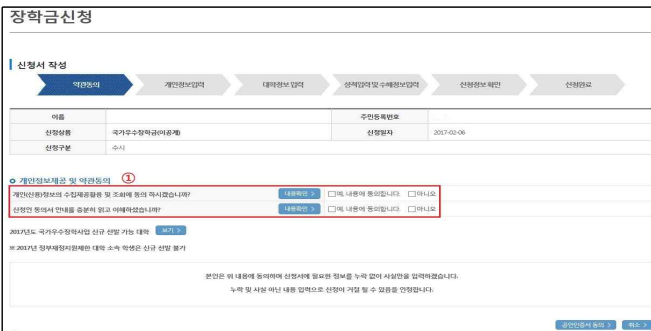 장학금신청
신청서 작성
약관동의 개인정보입력 대학정보 입력 성적입력 및 수혜정보입력 신청정보 확인 신청완료
이름 주민등록번호
신청상품 국가우수장학금(이공계) 신청일자 2017-02-06
신청구분 수시
개인정보제공 및 약관동의 ①
개인(신용)정보의 수집제공활용 및 조회에 동의 하시겠습니까? 내용확인 > 예, 내용에 동의합니다. 아니오
신청인 동의서 안내를 충분히 읽고 이해하셨습니까? 내용확인 > 예, 내용에 동의합니다. 아니오
2017년도 국가우수장학사업 신규 선발 가능 대학 보기 >
※ 2017년 정부재정지원제한 대학 소속 학생은 신규 선발 불가
본인은 위 내용에 동의하며 신청서에 필요한 정보를 누락 없이 사실만을 입력하겠습니다.
누락 및 사실 아닌 내용 입력으로 신청이 거절 될 수 있음을 인정합니다.
공인인증서 동의 > 취소 >